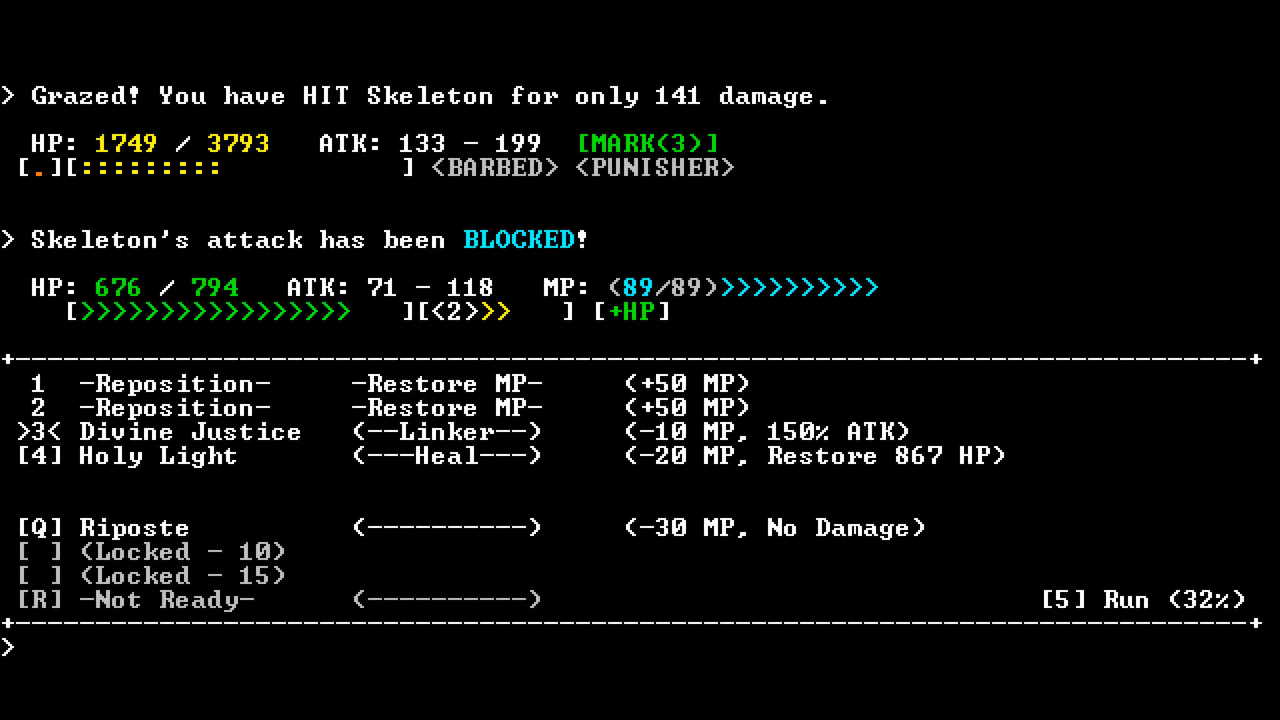 > Grazed! You have HIT Skeleton for only 141 damage.
HP: 1749 / 3793   ATK: 133 - 199  [MARK(3)]
[.][:::::::::            ] <BARBED> <PUNISHER>
> Skeleton's attack has been BLOCKED!
HP: 676 / 794   ATK: 71 - 118   MP: (89/89)>>>>>>>>>>
[>>>>>>>>>>>>>>>>>   ][<2>>>   ] [+HP]
+------------------------------------------------------------------------------+
1  -Reposition-     -Restore MP-     (+50 MP)
2  -Reposition-     -Restore MP-     (+50 MP)
>3< Divine Justice   (--Linker--)     (-10 MP, 150% ATK)
[4] Holy Light       (---Heal---)     (-20 MP, Restore 867 HP)
[Q] Riposte          (----------)     (-30 MP, No Damage)
[ ] (Locked - 10)
[ ] (Locked - 15)
[R] -Not Ready-      (----------)                               [5] Run (32%)
+------------------------------------------------------------------------------+
>